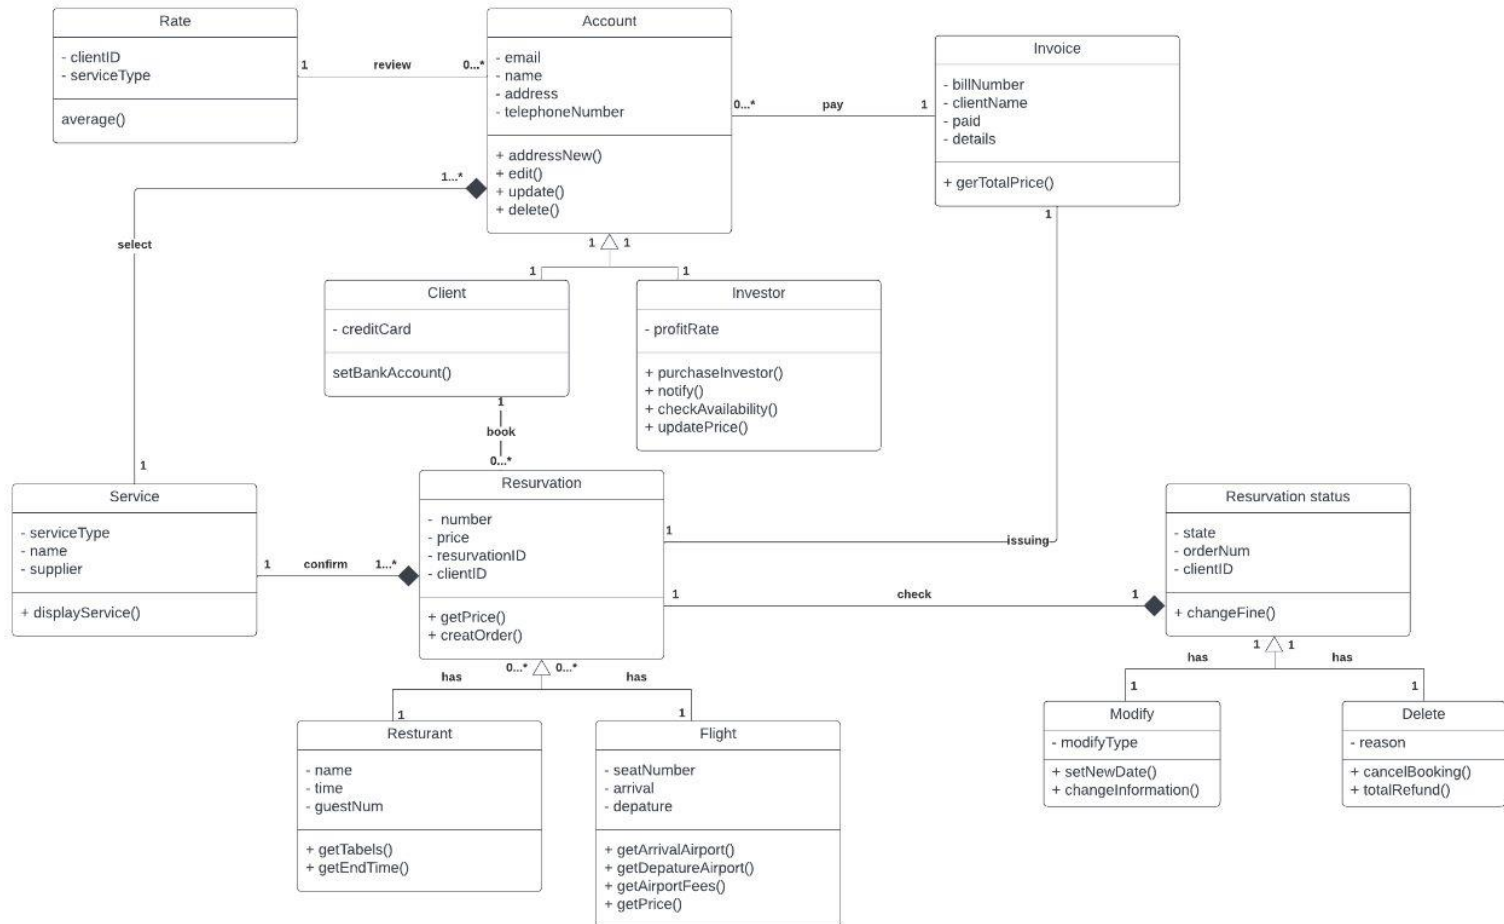 Rate
- clientID
- serviceType
average()
1
review
0...*
Account
- email
- name
- address
- telephoneNumber
+ addressNew()
+ edit()
+ update()
+ delete()
0...*
pay
1
Invoice
- billNumber
- clientName
- paid
- details
+ gerTotalPrice()
1
1...*
select
1
1
1
1
1
Client
- creditCard
setBankAccount()
Investor
- profitRate
+ purchaseInvestor()
+ notify()
+ checkAvailability()
+ updatePrice()
1
book
0...*
Service
- serviceType
- name
- supplier
+ displayService()
1
confirm
1...*
Resurvation
- number
- price
- resurvationID
- clientID
+ getPrice()
+ creatOrder()
1
issuing
1
check
1
Resurvation status
- state
- orderNum
- clientID
+ changeFine()
0...*
0...*
has
has
1
1
Resturant
- name
- time
- guestNum
+ getTabels()
+ getEndTime()
Flight
- seatNumber
- arrival
- depature
+ getArrivalAirport()
+ getDepatureAirport()
+ getAirportFees()
+ getPrice()
1
1
has
has
1
1
Modify
- modifyType
+ setNewDate()
+ changeInformation()
Delete
- reason
+ cancelBooking()
+ totalRefund()